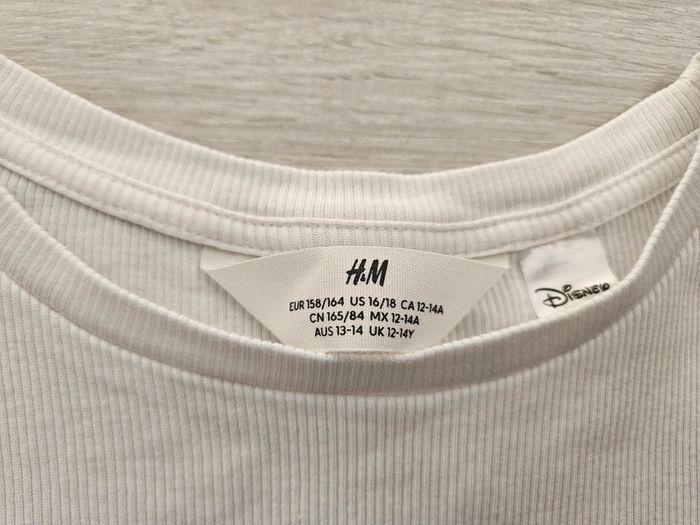 H&M
EUR 158/164 US 16/18 CA 12-14A
CN 165/84 MX 12-14A
AUS 13-14 UK 12-14Y
Disney